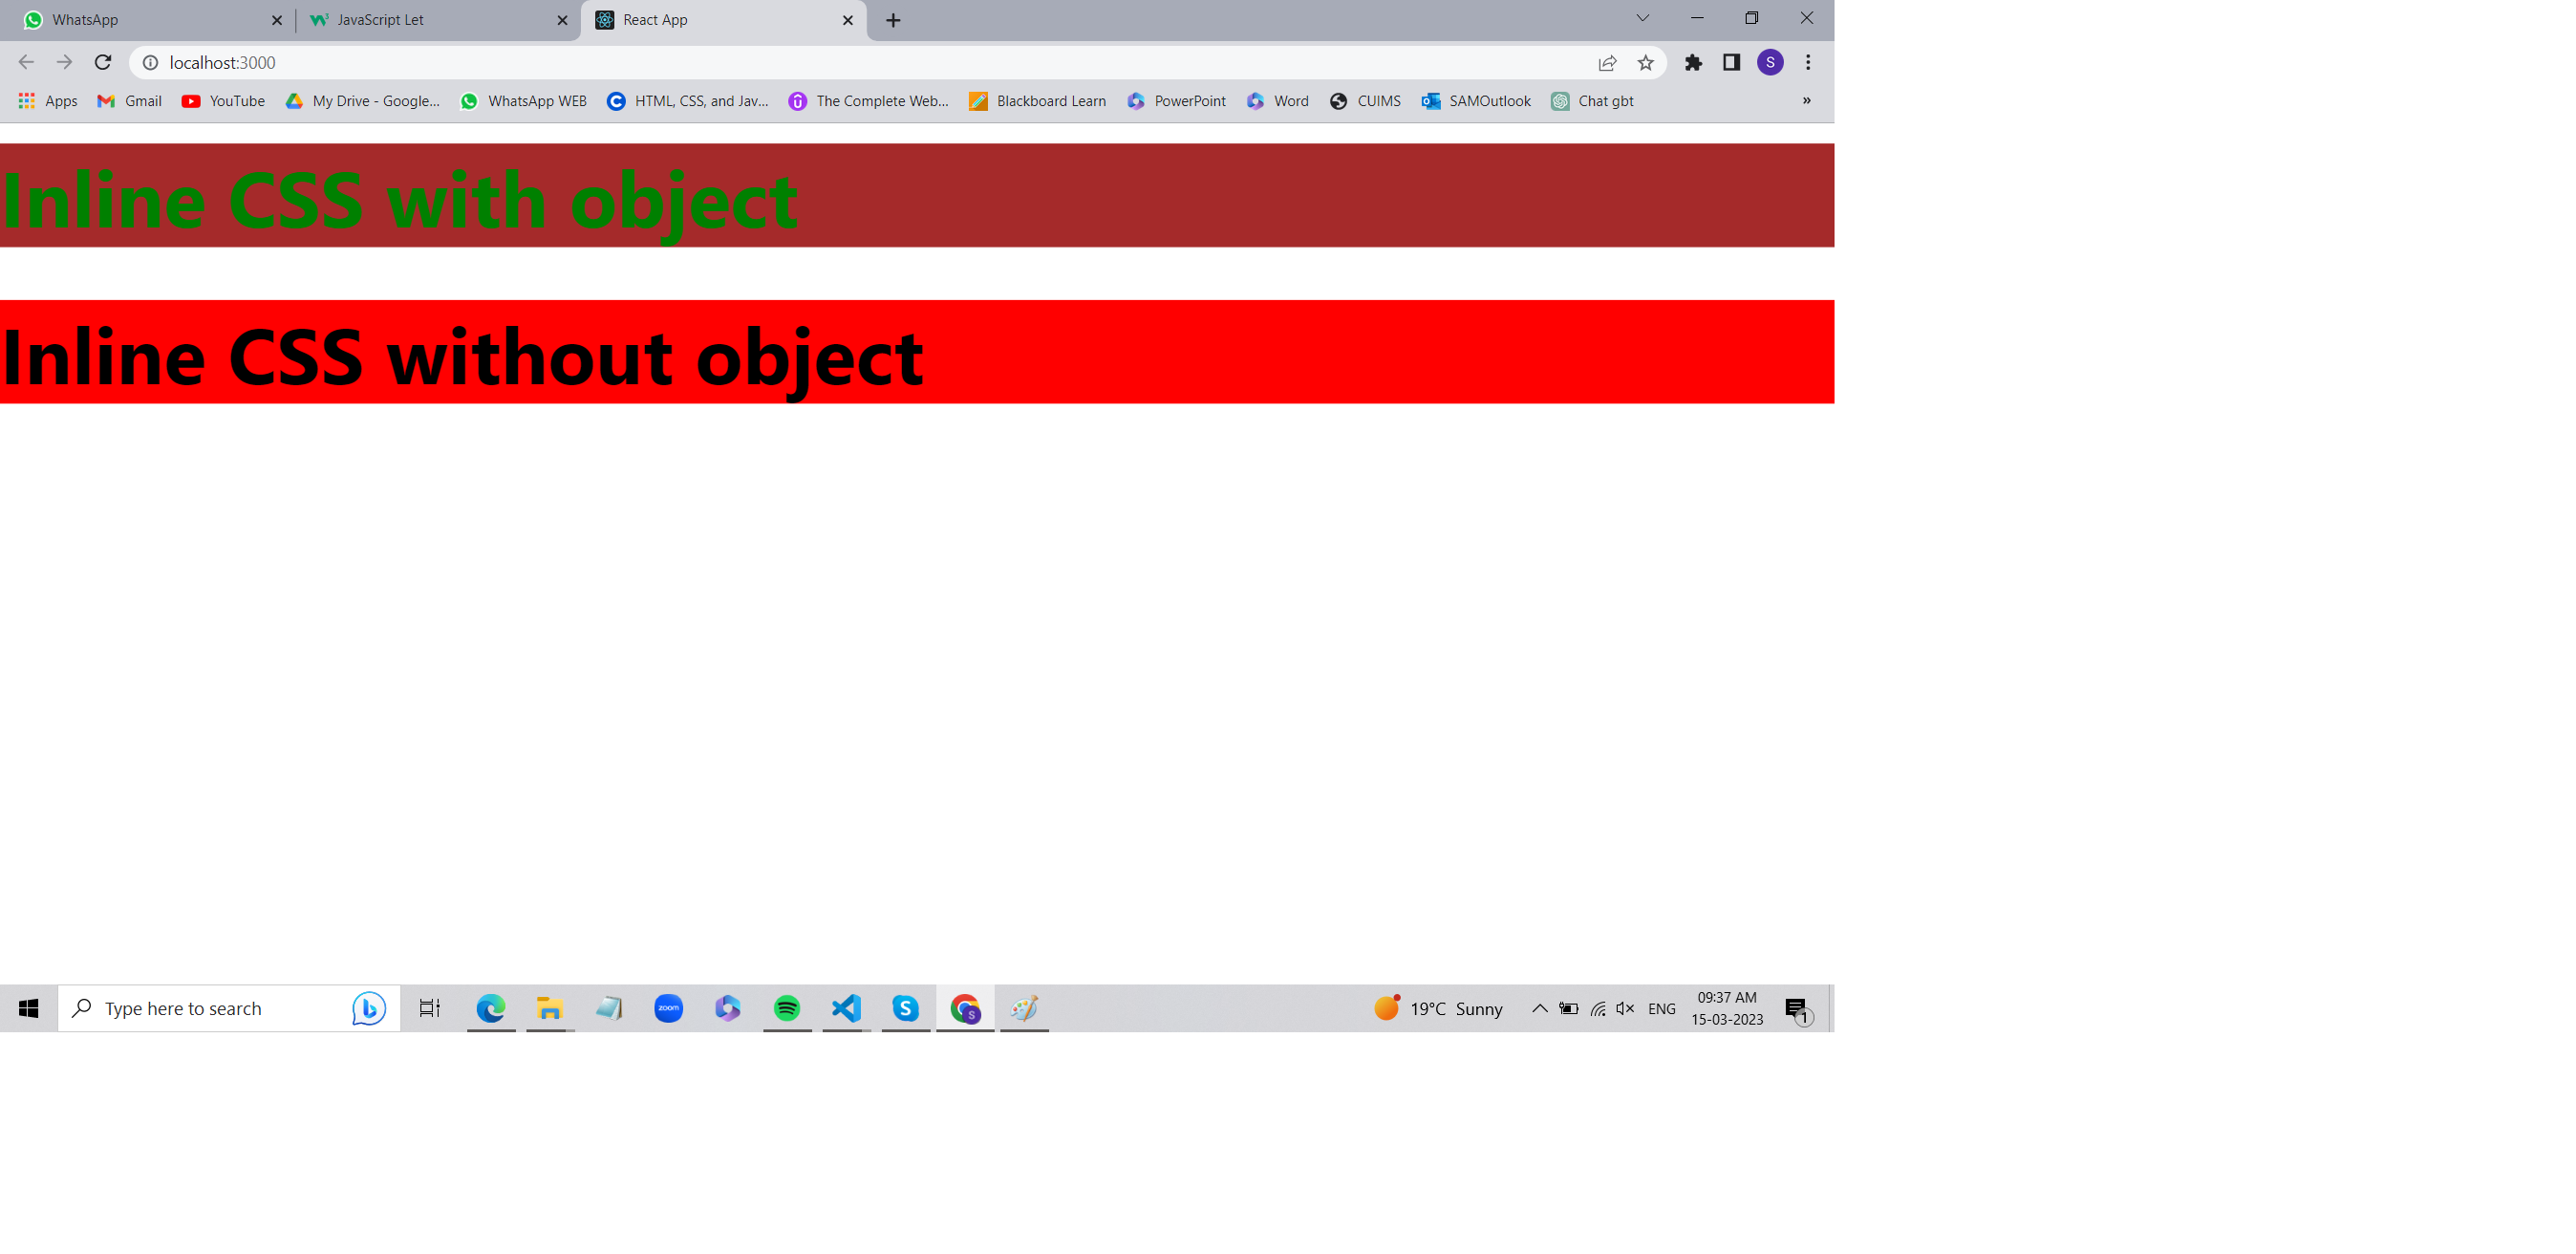 WhatsApp JavaScript Let React App
localhost:3000
Apps Gmail YouTube My Drive - Google... WhatsApp WEB HTML, CSS, and Jav... The Complete Web... Blackboard Learn PowerPoint Word CUIMS SAMOutlook Chat gbt »
S
Inline CSS with object
Inline CSS without object
Type here to search
zoom
19°C Sunny
ENG
09:37 AM
15-03-2023
1